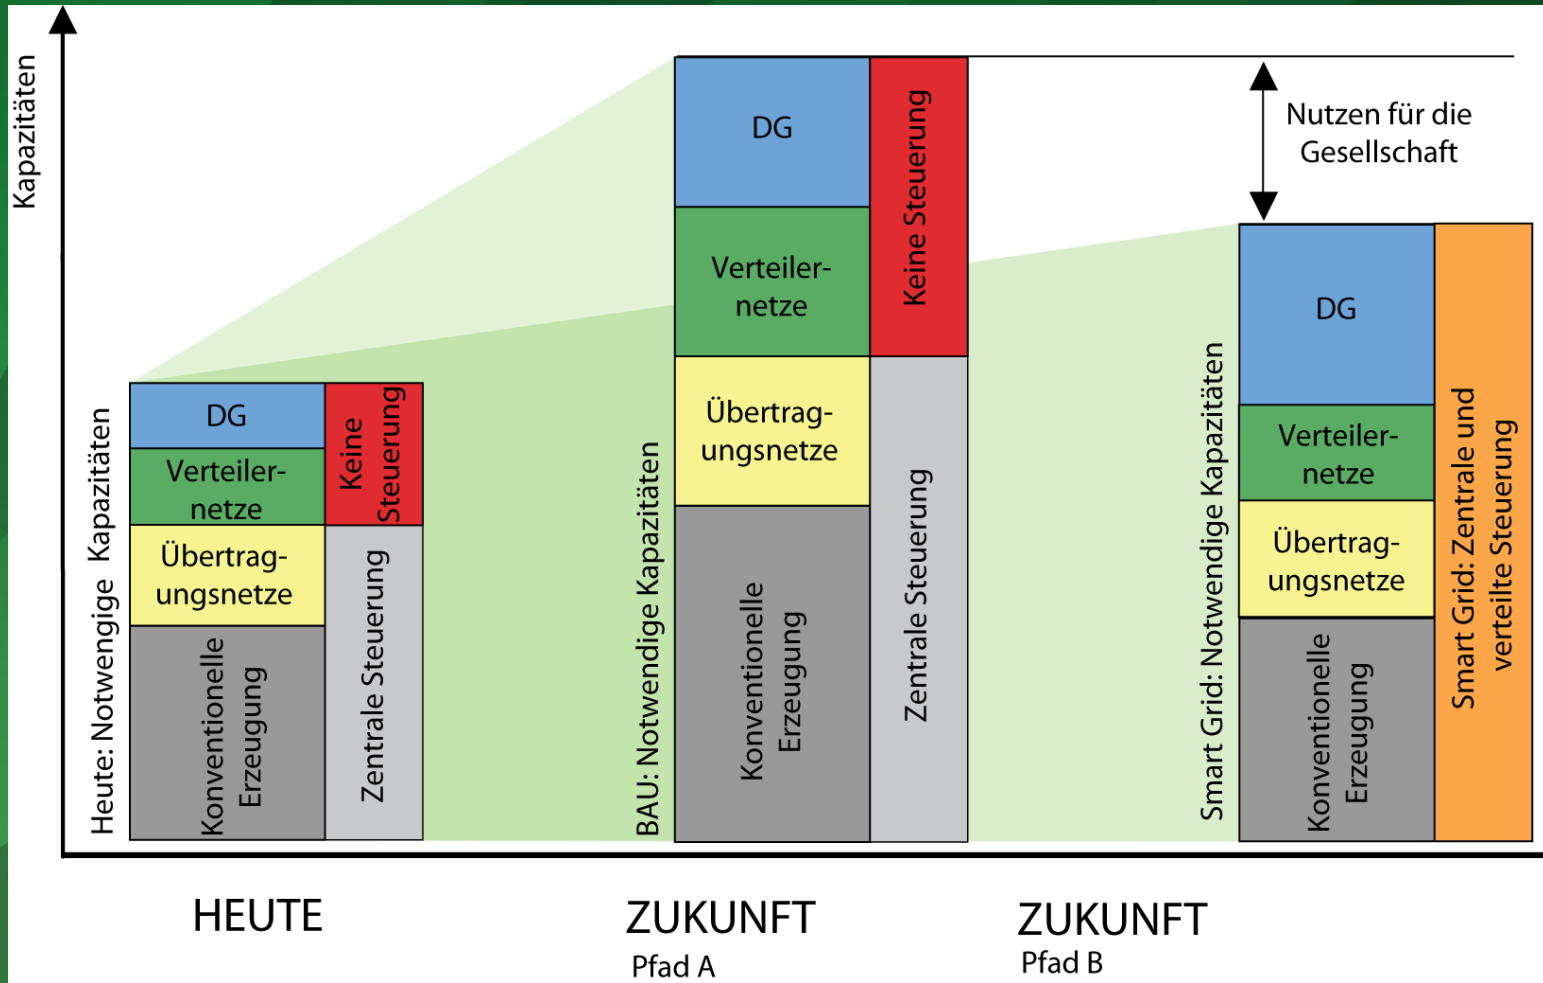 Kapazitäten
Heute: Notwengige Kapazitäten
DG
Verteiler-
netze
Übertrag-
ungsnetze
Konventionelle
Erzeugung
Keine
Steuerung
Zentrale Steuerung
BAU: Notwendige Kapazitäten
DG
Verteiler-
netze
Übertrag-
ungsnetze
Konventionelle
Erzeugung
Keine Steuerung
Zentrale Steuerung
Nutzen für die
Gesellschaft
Smart Grid: Notwendige Kapazitäten
DG
Verteiler-
netze
Übertrag-
ungsnetze
Konventionelle
Erzeugung
Smart Grid: Zentrale und
verteilte Steuerung
HEUTE
ZUKUNFT
Pfad A
ZUKUNFT
Pfad B